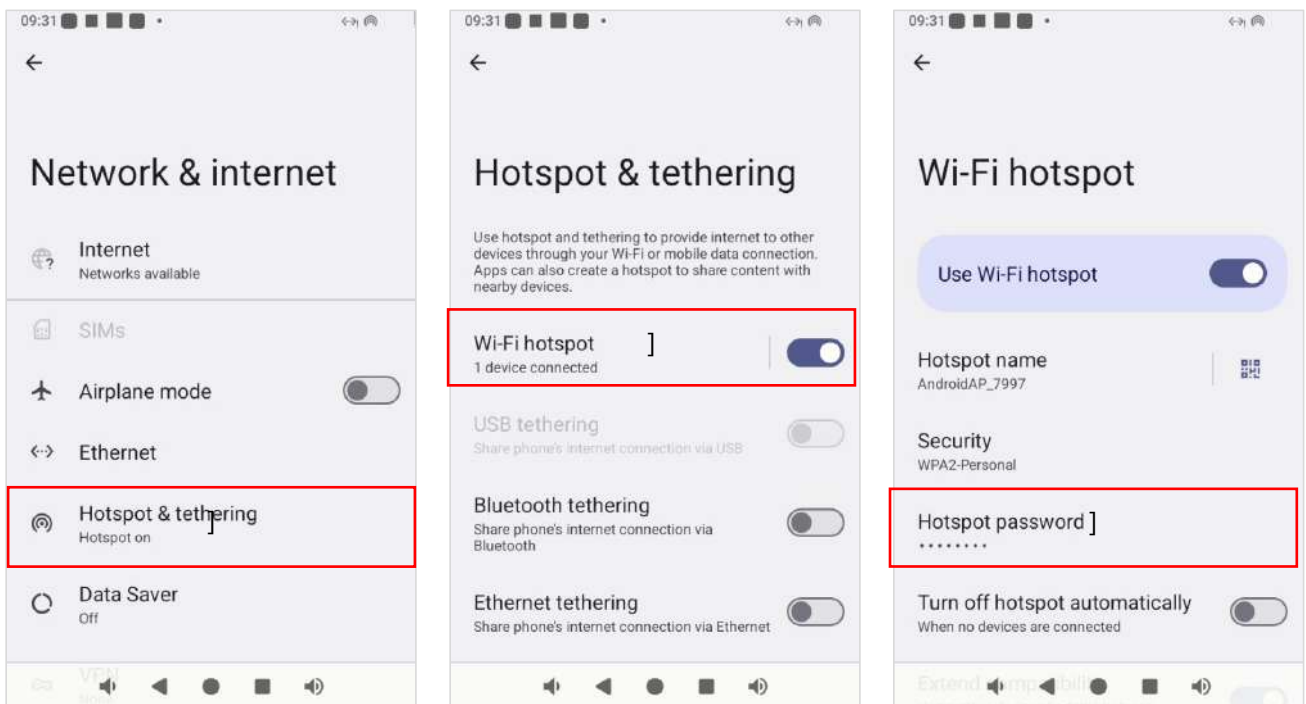 09:31
Network & internet
Internet
Networks available
SIMs
Airplane mode
Ethernet
Hotspot & tethering
]
Hotspot on
Data Saver
Off
VPN
None
09:31
Hotspot & tethering
Use hotspot and tethering to provide internet to other
devices through your Wi-Fi or mobile data connection.
Apps can also create a hotspot to share content with
nearby devices.
Wi-Fi hotspot ]
1 device connected
USB tethering
Share phone's internet connection via USB
Bluetooth tethering
Share phone's internet connection via
Bluetooth
Ethernet tethering
Share phone's internet connection via Ethernet
09:31
Wi-Fi hotspot
Use Wi-Fi hotspot
Hotspot name
AndroidAP_7997
Security
WPA2-Personal
Hotspot password ]
••••••••
Turn off hotspot automatically
When no devices are connected
Extend compatibility